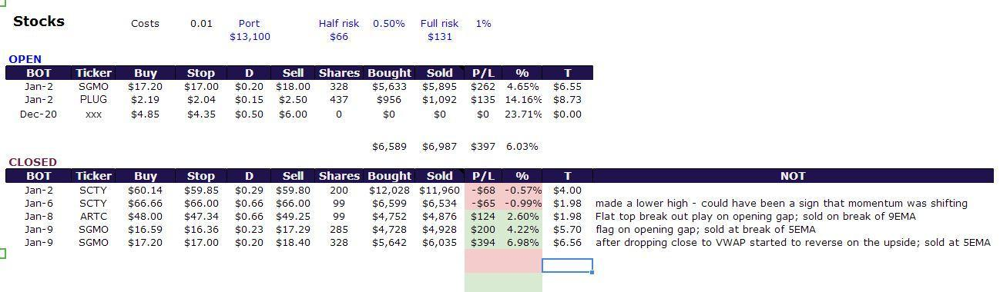 Stocks Costs 0.01 Port Half risk 0.50% Full risk 1%
$13,100 $66 $131
OPEN
BOT Ticker Buy Stop D Sell Shares Bought Sold P/L % T
Jan-2 SGMO $17.20 $17.00 $0.20 $18.00 328 $5,633 $5,895 $262 4.65% $6.55
Jan-2 PLUG $2.19 $2.04 $0.15 $2.50 437 $956 $1,092 $135 14.16% $8.73
Dec-20 xxx $4.85 $4.35 $0.50 $6.00 0 $0 $0 $0 23.71% $0.00
$6,589 $6,987 $397 6.03%
CLOSED
BOT Ticker Buy Stop D Sell Shares Bought Sold P/L % T NOT
Jan-2 SCTY $60.14 $59.85 $0.29 $59.80 200 $12,028 $11,960 -$68 -0.57% $4.00
Jan-6 SCTY $66.66 $66.00 $0.66 $66.00 99 $6,599 $6,534 -$65 -0.99% $1.98 made a lower high - could have been a sign that momentum was shifting
Jan-8 ARTC $48.00 $47.34 $0.66 $49.25 99 $4,752 $4,876 $124 2.60% $1.98 Flat top break out play on opening gap; sold on break of 9EMA
Jan-9 SGMO $16.59 $16.36 $0.23 $17.29 285 $4,728 $4,928 $200 4.22% $5.70 flag on opening gap; sold at break of 5EMA
Jan-9 SGMO $17.20 $17.00 $0.20 $18.40 328 $5,642 $6,035 $394 6.98% $6.56 after dropping close to VWAP started to reverse on the upside; sold at 5EMA